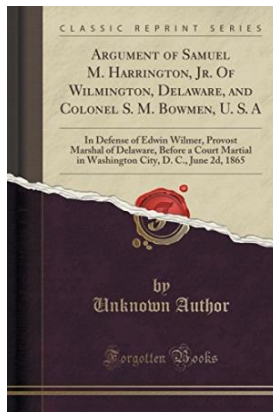 CLASSIC REPRINT SERIES
ARGUMENT OF SAMUEL
M. HARRINGTON, JR. OF
WILMINGTON, DELAWARE, AND
COLONEL S. M. BOWMEN, U. S. A
In Defense of Edwin Wilmer, Provost
Marshal of Delaware, Before a Court Martial
in Washington City, D. C., June 2d, 1865
by
Unknown Author
Forgotten Books